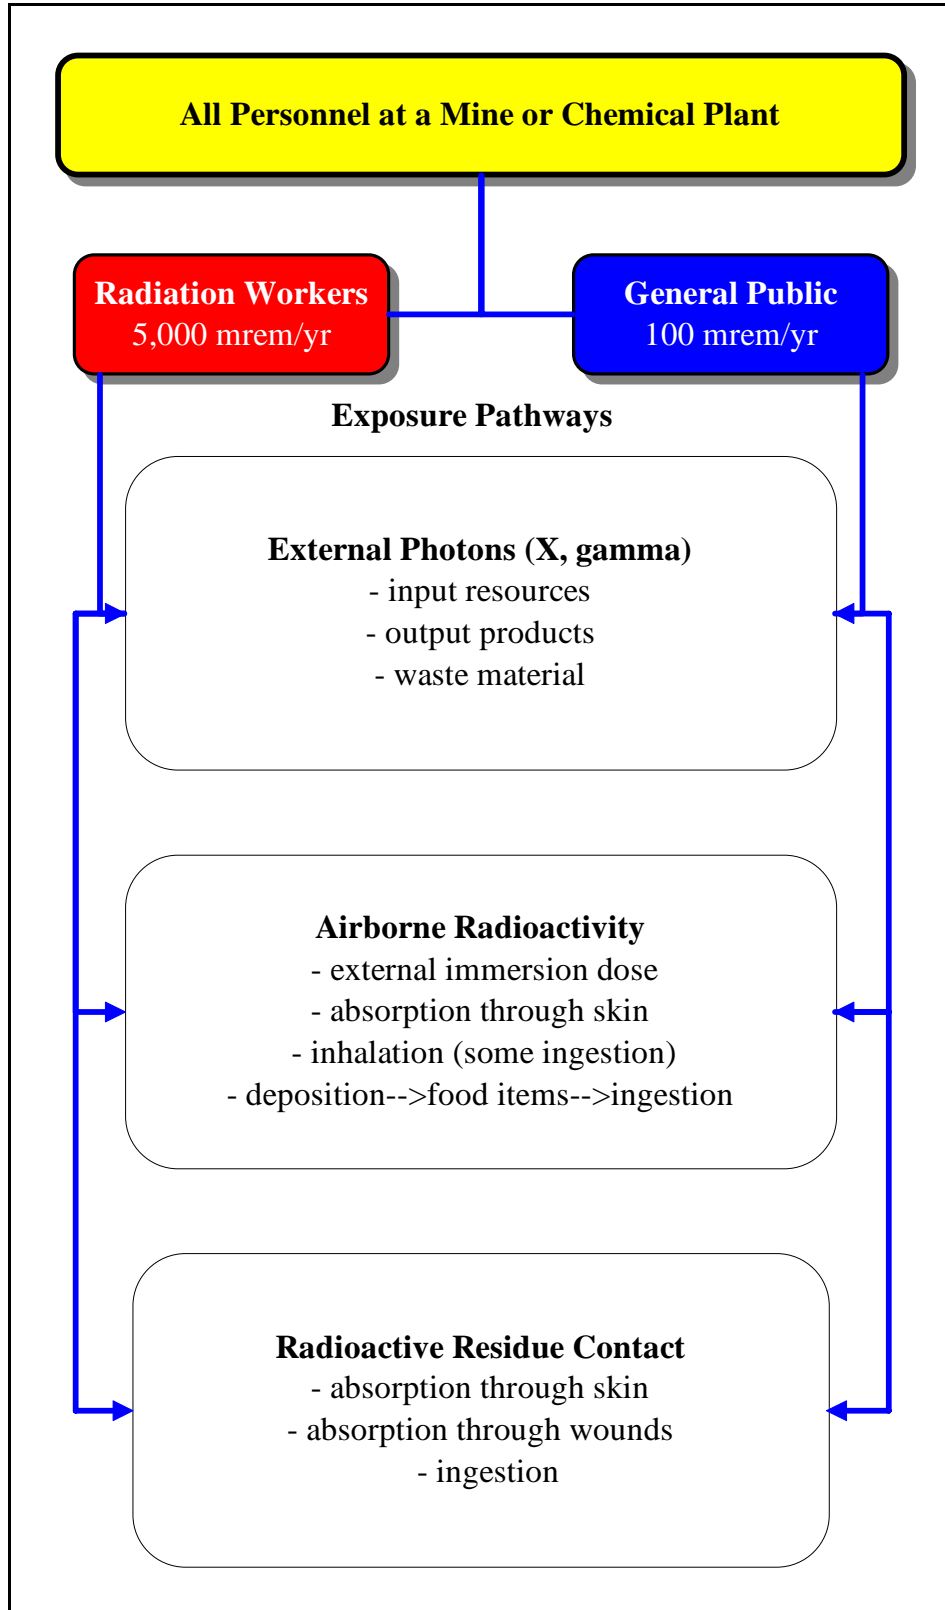 All Personnel at a Mine or Chemical Plant
Radiation Workers
5,000 mrem/yr
General Public
100 mrem/yr
Exposure Pathways
External Photons (X, gamma)
- input resources
- output products
- waste material
Airborne Radioactivity
- external immersion dose
- absorption through skin
- inhalation (some ingestion)
- deposition-->food items-->ingestion
Radioactive Residue Contact
- absorption through skin
- absorption through wounds
- ingestion